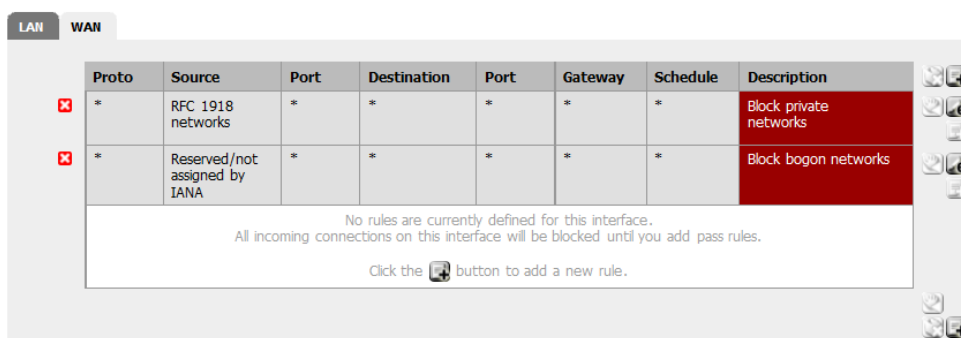 LAN WAN
Proto Source Port Destination Port Gateway Schedule Description
* RFC 1918 * * * * * Block private
networks networks
* Reserved/not * * * * * Block bogon networks
assigned by
IANA
No rules are currently defined for this interface.
All incoming connections on this interface will be blocked until you add pass rules.
Click the button to add a new rule.